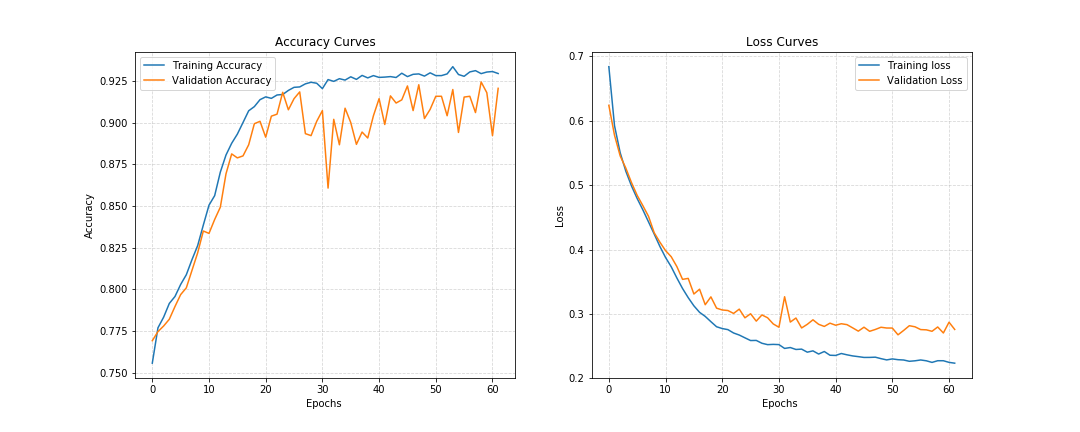 Accuracy Curves
Training Accuracy
Validation Accuracy
0.925
0.900
0.875
0.850
0.825
0.800
0.775
0.750
Accuracy
0 10 20 30 40 50 60
Epochs
Loss Curves
Training loss
Validation Loss
0.7
0.6
0.5
0.4
0.3
0.2
Loss
0 10 20 30 40 50 60
Epochs